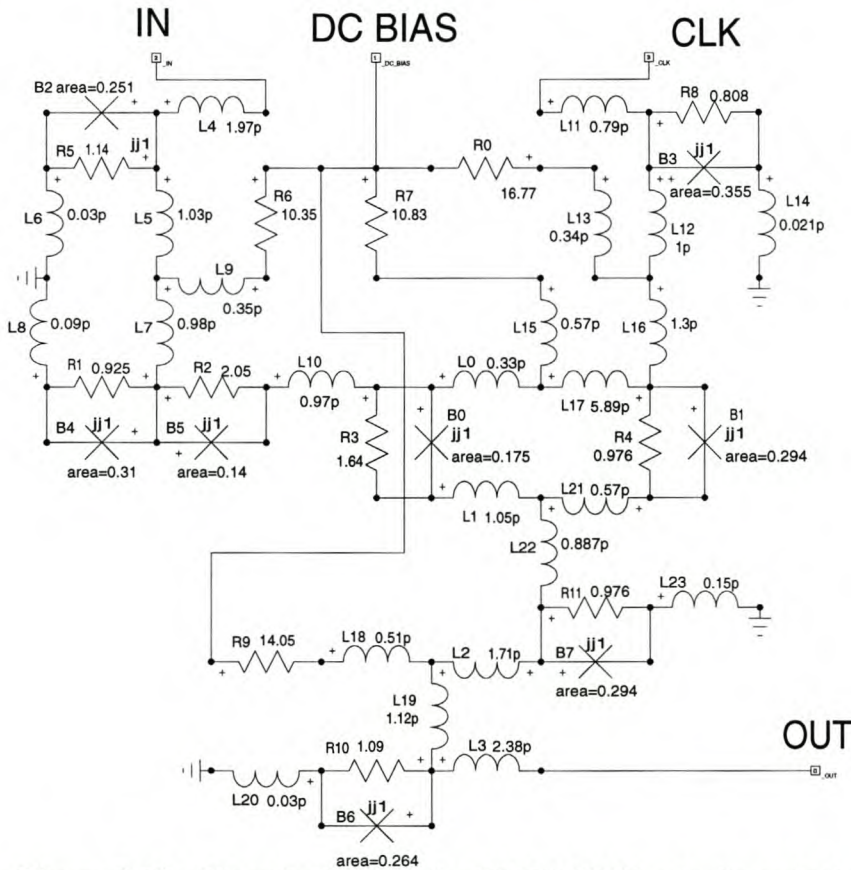 IN DC BIAS CLK
3 _IN 1 _DC_BIAS 3 _CLK
B2 area=0.251
L4 1.97p
R5 1.14 jj1
L11 0.79p
R8 0.808
B3 jj1
area=0.355
R0
16.77
R6
10.35
R7
10.83
L6 0.03p
L5 1.03p
L13
0.34p
L12
1p
L14
0.021p
L9
0.35p
L8 0.09p
L7 0.98p
L15 0.57p
L16 1.3p
R1 0.925
R2 2.05
L10
0.97p
L0 0.33p
L17 5.89p
B4 jj1
area=0.31
B5 jj1
area=0.14
R3
1.64
B0
jj1
area=0.175
R4
0.976
B1
jj1
area=0.294
L1 1.05p
L21 0.57p
L22 0.887p
R11 0.976
L23 0.15p
B7 jj1
area=0.294
R9 14.05
L18 0.51p
L2 1.71p
L19
1.12p
R10 1.09
L3 2.38p
OUT
_OUT
L20 0.03p
B6 jj1
area=0.264